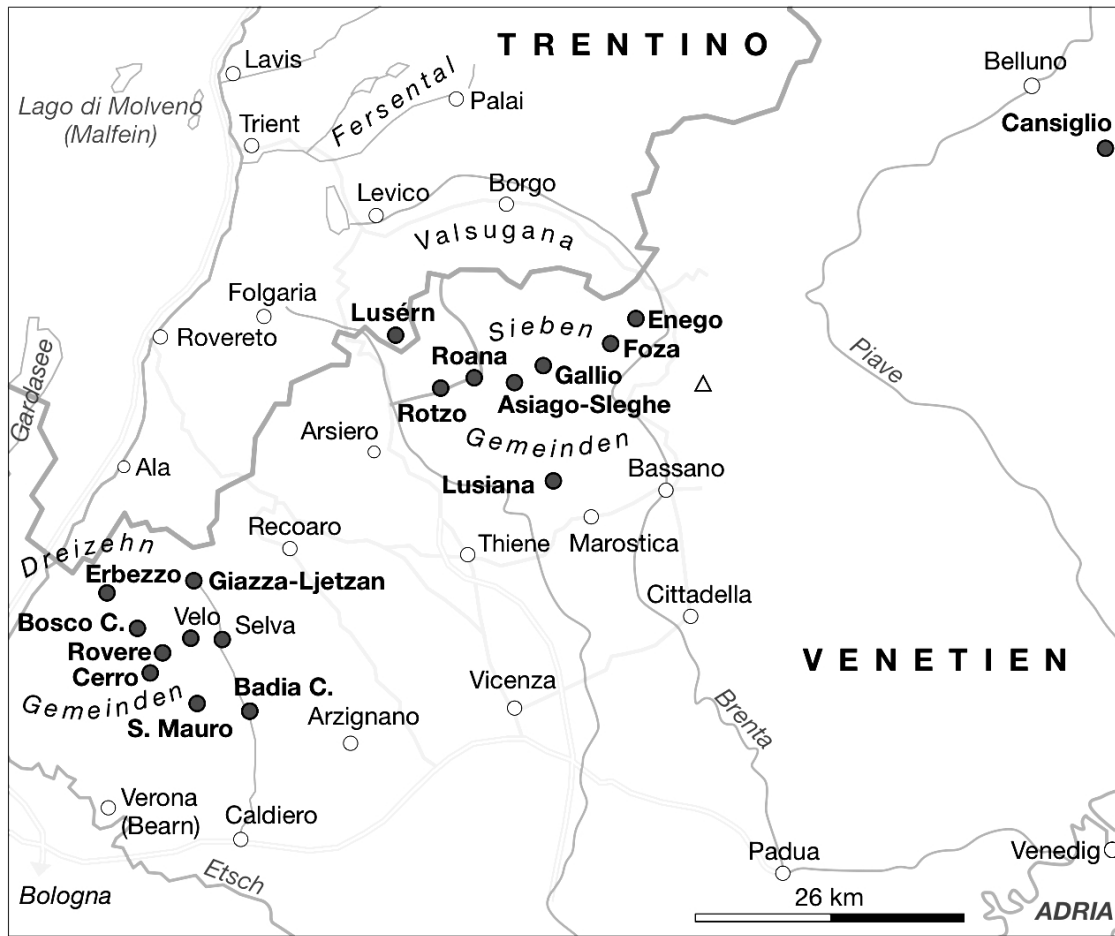 TRENTINO
Lavis
Belluno
Lago di Molveno
(Malfein)
Fersental
Palai
Cansiglio
Trient
Levico
Borgo
Valsugana
Folgaria
Lusérn
Enego
Sieben
Foza
Rovereto
Roana
Gallio
Piave
Gardasee
Rotzo
Asiago-Sleghe
Arsiero
Gemeinden
Ala
Lusiana
Bassano
Recoaro
Thiene
Marostica
Dreizehn
Erbezzo
Giazza-Ljetzan
Cittadella
Bosco C.
Velo
Selva
Rovere
VENETIEN
Cerro
Gemeinden
Badia C.
Vicenza
S. Mauro
Arzignano
Brenta
Verona
(Bearn)
Caldiero
Padua
Venedig
Etsch
Bologna
26 km
ADRIA